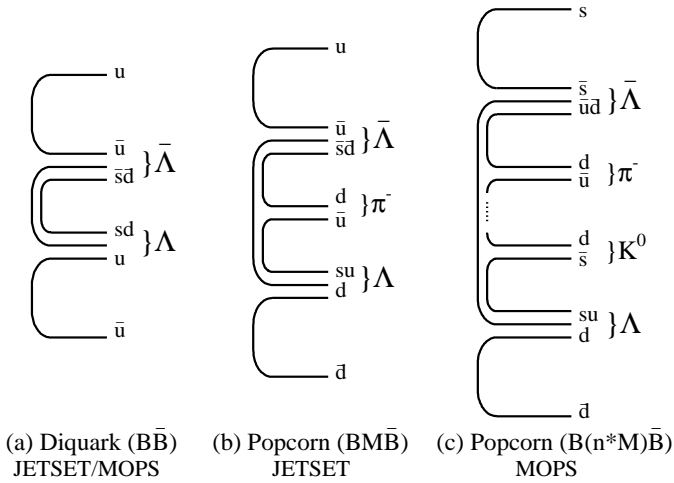 u
ū
s̄d̄ } Λ̄
sd
u } Λ
ū
(a) Diquark (BB̄)
JETSET/MOPS
u
ū
s̄d̄ } Λ̄
d
ū } π-
su
d } Λ
d̄
(b) Popcorn (BMB̄)
JETSET
s
s̄
ūd̄ } Λ̄
d
ū } π-
d
s̄ } K0
su
d } Λ
d̄
(c) Popcorn (B(n*M)B̄)
MOPS